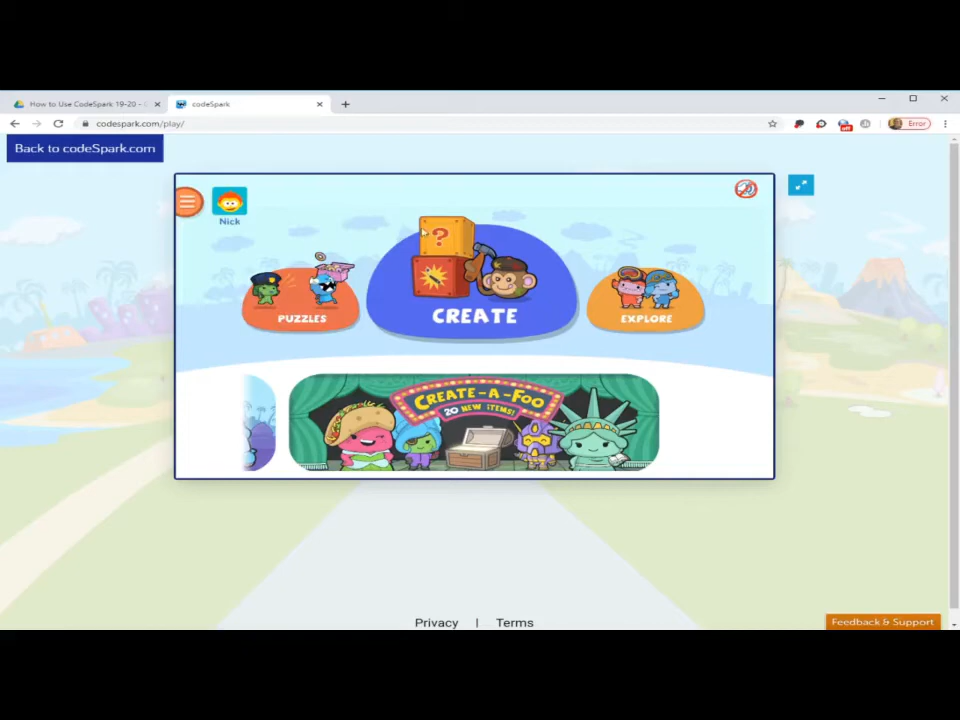 How to Use CodeSpark 19-20 -
codeSpark
codespark.com/play/
off
Error
Back to codeSpark.com
Nick
?
PUZZLES
CREATE
EXPLORE
CREATE-A-FOO
20 NEW ITEMS!
Privacy | Terms
Feedback & Support